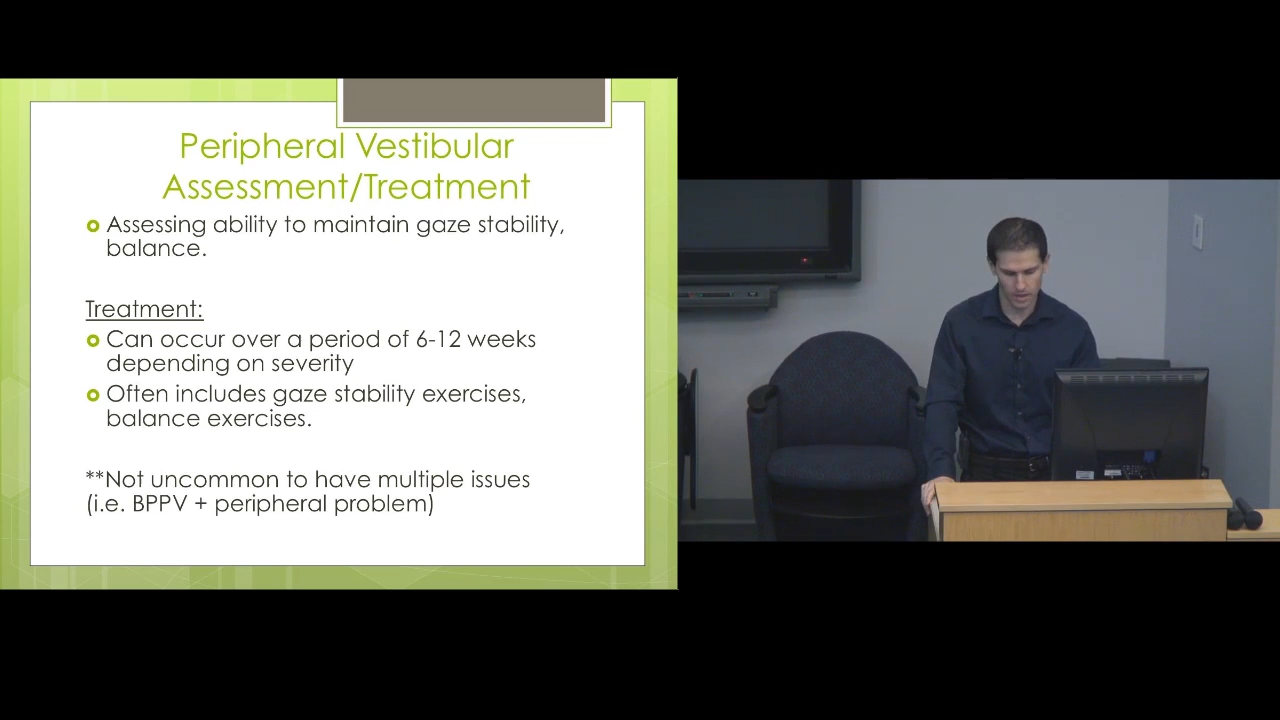 Peripheral Vestibular
Assessment/Treatment
Assessing ability to maintain gaze stability,
balance.
Treatment:
Can occur over a period of 6-12 weeks
depending on severity
Often includes gaze stability exercises,
balance exercises.
**Not uncommon to have multiple issues
(i.e. BPPV + peripheral problem)